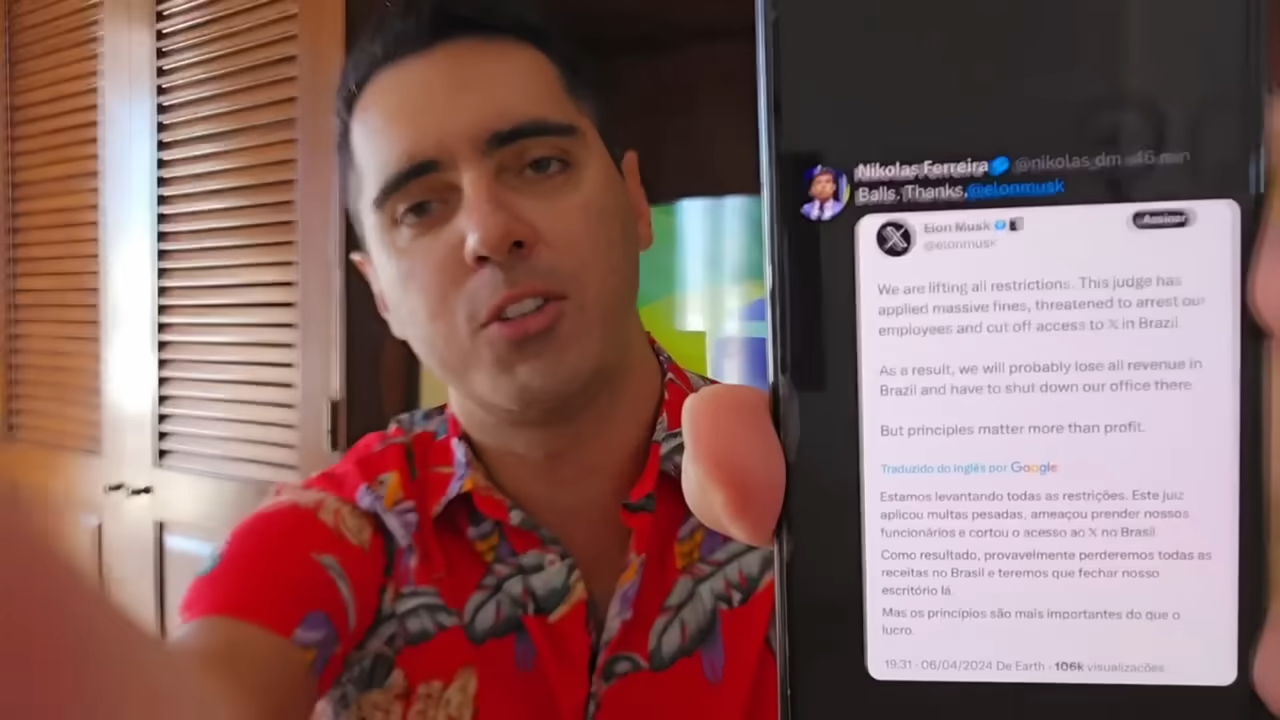 Nikolas Ferreira @nikolas_dm 46 min
Balls. Thanks, @elonmusk
Elon Musk
@elonmusk
Assinar
We are lifting all restrictions. This judge has
applied massive fines, threatened to arrest our
employees and cut off access to 𝕏 in Brazil.
As a result, we will probably lose all revenue in
Brazil and have to shut down our office there.
But principles matter more than profit.
Traduzido do inglês por Google
Estamos levantando todas as restrições. Este juiz
aplicou multas pesadas, ameaçou prender nossos
funcionários e cortou o acesso ao 𝕏 no Brasil.
Como resultado, provavelmente perderemos todas as
receitas no Brasil e teremos que fechar nosso
escritório lá.
Mas os princípios são mais importantes do que o
lucro.
19:31 · 06/04/2024 De Earth · 106k visualizações